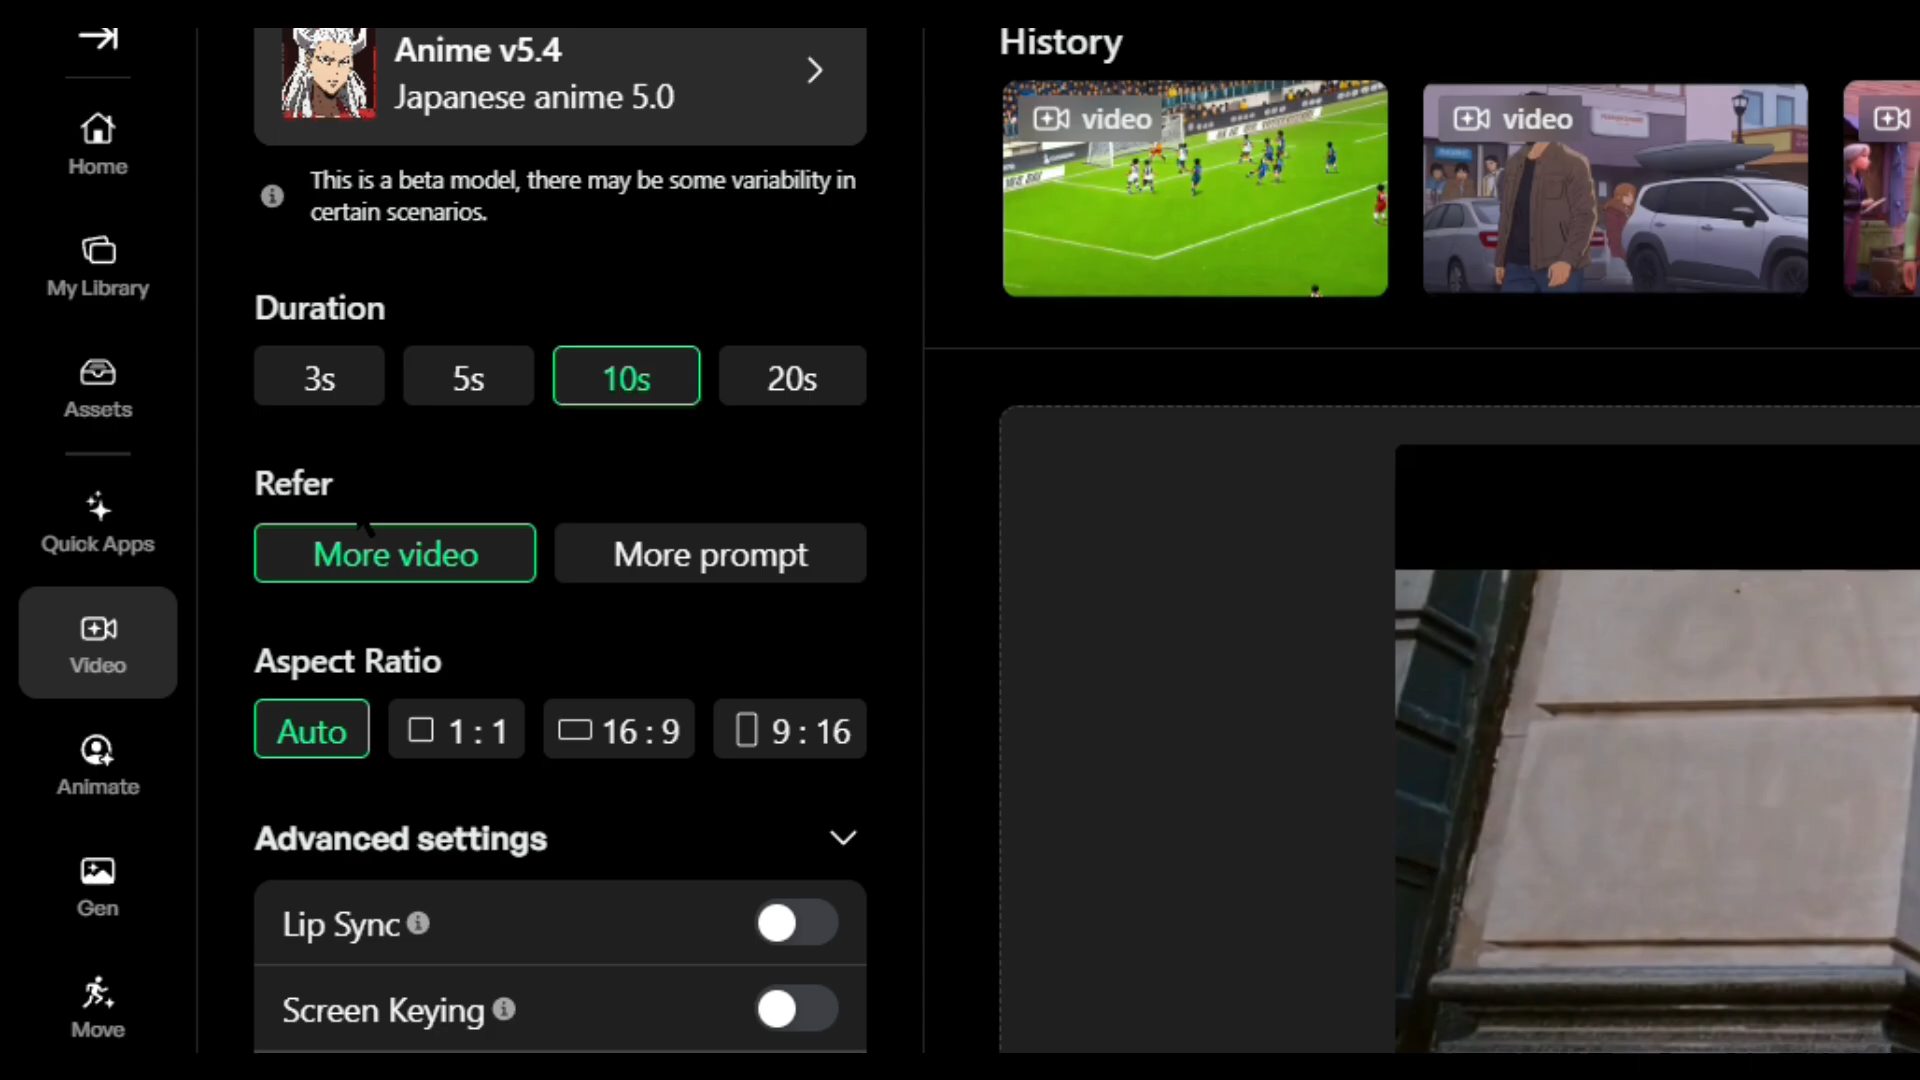 Home
My Library
Assets
Quick Apps
Video
Animate
Gen
Move
Anime v5.4
Japanese anime 5.0
This is a beta model, there may be some variability in
certain scenarios.
Duration
3s 5s 10s 20s
Refer
More video More prompt
Aspect Ratio
Auto 1 : 1 16 : 9 9 : 16
Advanced settings
Lip Sync
Screen Keying
History
video video